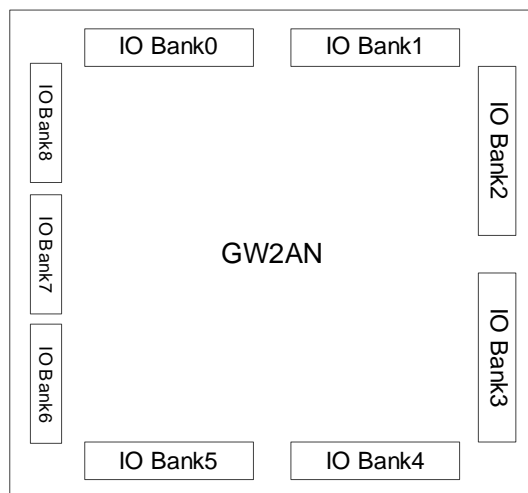 IO Bank0
IO Bank1
IO Bank8
IO Bank2
IO Bank7
GW2AN
IO Bank3
IO Bank6
IO Bank5
IO Bank4